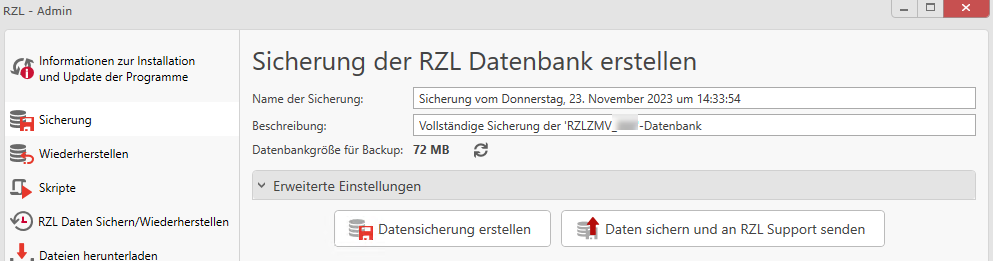 RZL - Admin
Informationen zur Installation
und Update der Programme
Sicherung
Wiederherstellen
Skripte
RZL Daten Sichern/Wiederherstellen
Dateien herunterladen
Sicherung der RZL Datenbank erstellen
Name der Sicherung: Sicherung vom Donnerstag, 23. November 2023 um 14:33:54
Beschreibung: Vollständige Sicherung der 'RZLZMV_ -Datenbank
Datenbankgröße für Backup: 72 MB
Erweiterte Einstellungen
Datensicherung erstellen
Daten sichern und an RZL Support senden